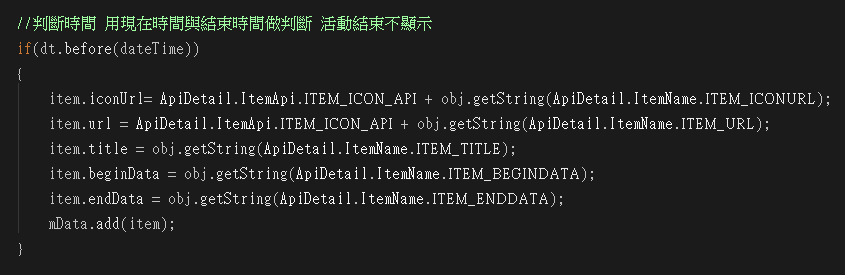 //判斷時間 用現在時間與結束時間做判斷 活動結束不顯示
if(dt.before(dateTime))
{
item.iconUrl= ApiDetail.ItemApi.ITEM_ICON_API + obj.getString(ApiDetail.ItemName.ITEM_ICONURL);
item.url = ApiDetail.ItemApi.ITEM_ICON_API + obj.getString(ApiDetail.ItemName.ITEM_URL);
item.title = obj.getString(ApiDetail.ItemName.ITEM_TITLE);
item.beginData = obj.getString(ApiDetail.ItemName.ITEM_BEGINDATA);
item.endData = obj.getString(ApiDetail.ItemName.ITEM_ENDDATA);
mData.add(item);
}